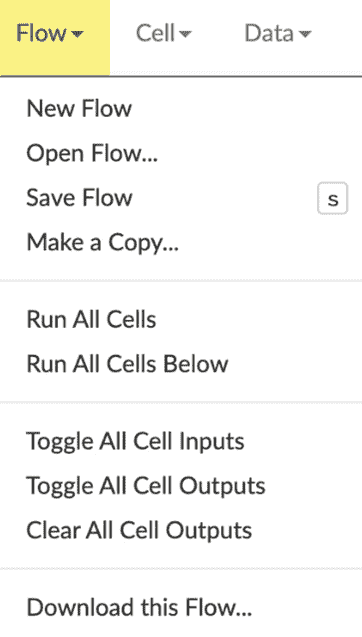 Flow Cell Data
New Flow
Open Flow...
Save Flow s
Make a Copy...
Run All Cells
Run All Cells Below
Toggle All Cell Inputs
Toggle All Cell Outputs
Clear All Cell Outputs
Download this Flow...